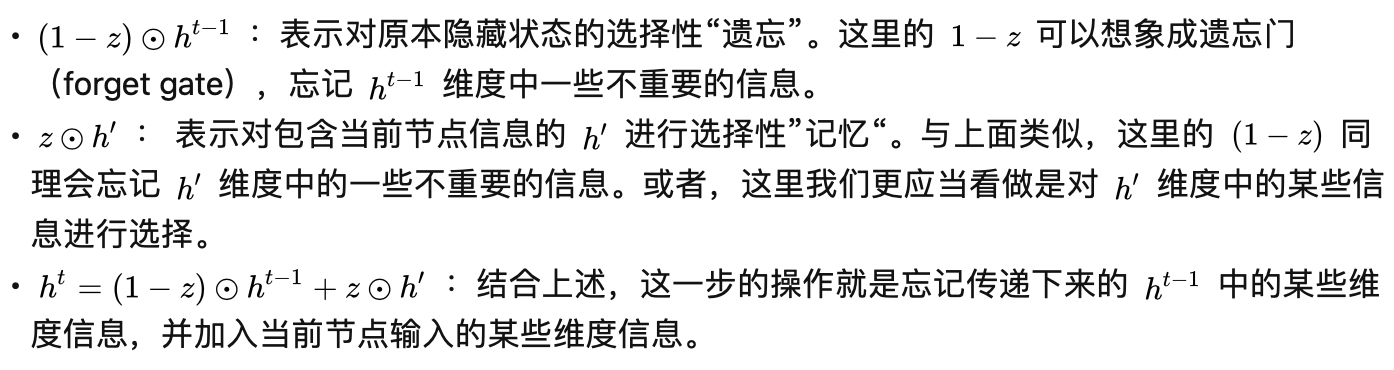 • (1 − z) ⊙ h^{t−1} ： 表示对原本隐藏状态的选择性“遗忘”。这里的 1 − z 可以想象成遗忘门
（forget gate），忘记 h^{t−1} 维度中一些不重要的信息。
• z ⊙ h′ ： 表示对包含当前节点信息的 h′ 进行选择性”记忆“。与上面类似，这里的 (1 − z) 同
理会忘记 h′ 维度中的一些不重要的信息。或者，这里我们更应当看做是对 h′ 维度中的某些信
息进行选择。
• h^t = (1 − z) ⊙ h^{t−1} + z ⊙ h′ ： 结合上述，这一步的操作就是忘记传递下来的 h^{t−1} 中的某些维
度信息，并加入当前节点输入的某些维度信息。